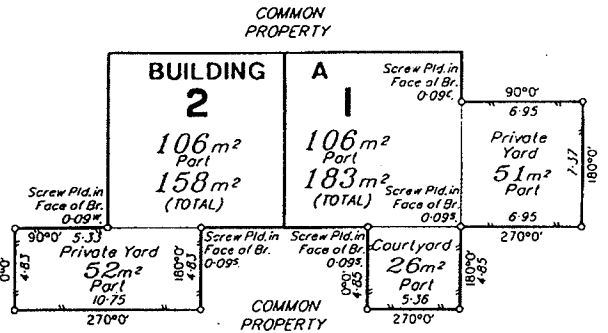 COMMON
PROPERTY
BUILDING A
2
1
Screw Pld. in
Face of Br.
0·09E.
90°0'
6·95
106m²
Part
158m²
(TOTAL)
106m²
Part
183m²
(TOTAL)
Private
Yard
51m²
Part
7·37
180°0'
Screw Pld. in
Face of Br.
0·09S.
6·95
270°0'
Screw Pld. in
Face of Br.
0·09W.
90°0'
5·33
Private Yard
52m²
Part
10·75
270°0'
0°0'
4·83
180°0'
4·83
Screw Pld. in
Face of Br.
0·09S.
Screw Pld. in
Face of Br.
0·09S.
0°0'
4·85
Courtyard
26m²
Part
5·36
270°0'
180°0'
4·85
COMMON
PROPERTY